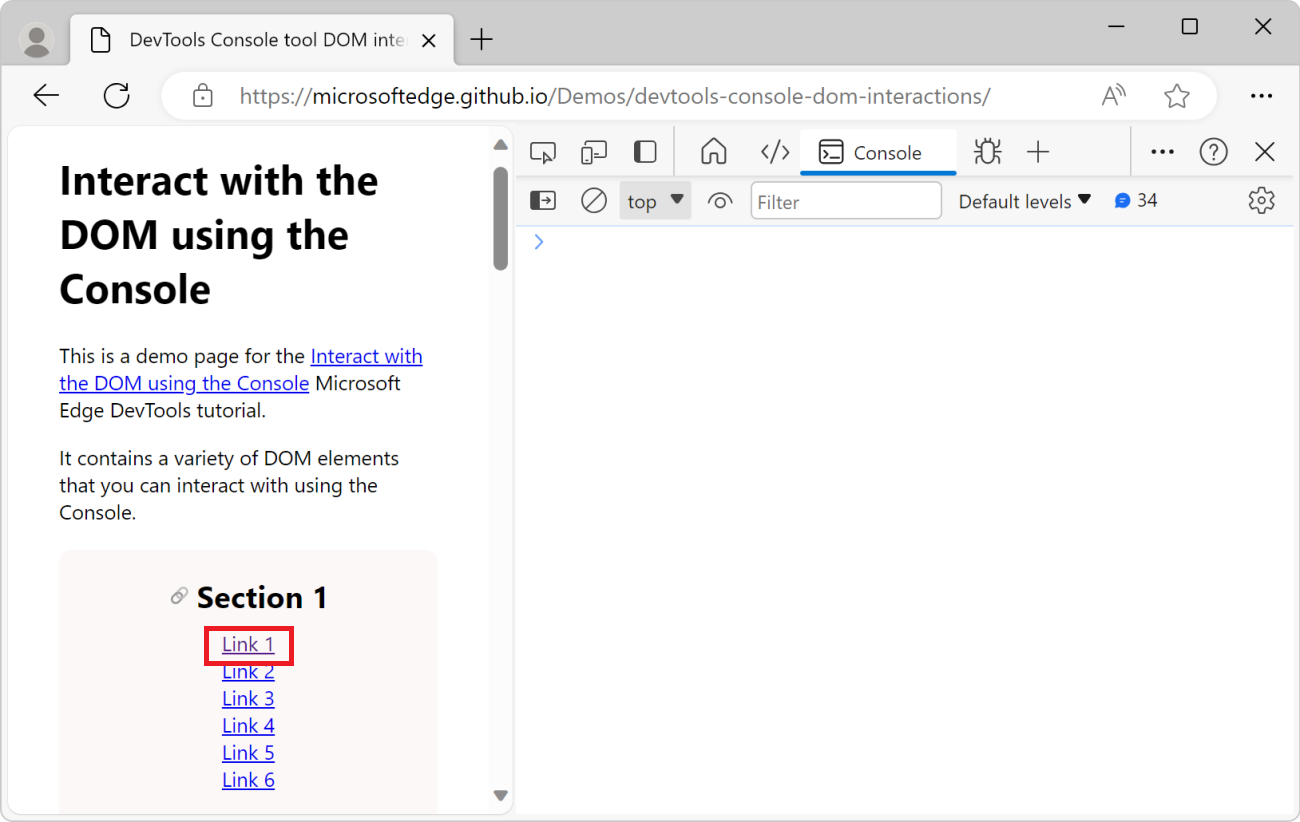 DevTools Console tool DOM inte
https://microsoftedge.github.io/Demos/devtools-console-dom-interactions/
Interact with the
DOM using the
Console
This is a demo page for the Interact with
the DOM using the Console Microsoft
Edge DevTools tutorial.
It contains a variety of DOM elements
that you can interact with using the
Console.
Section 1
Link 1
Link 2
Link 3
Link 4
Link 5
Link 6
Console
top
Filter
Default levels
34